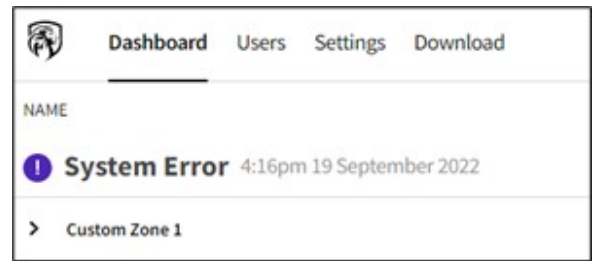 Dashboard Users Settings Download
NAME
! System Error 4:16pm 19 September 2022
> Custom Zone 1